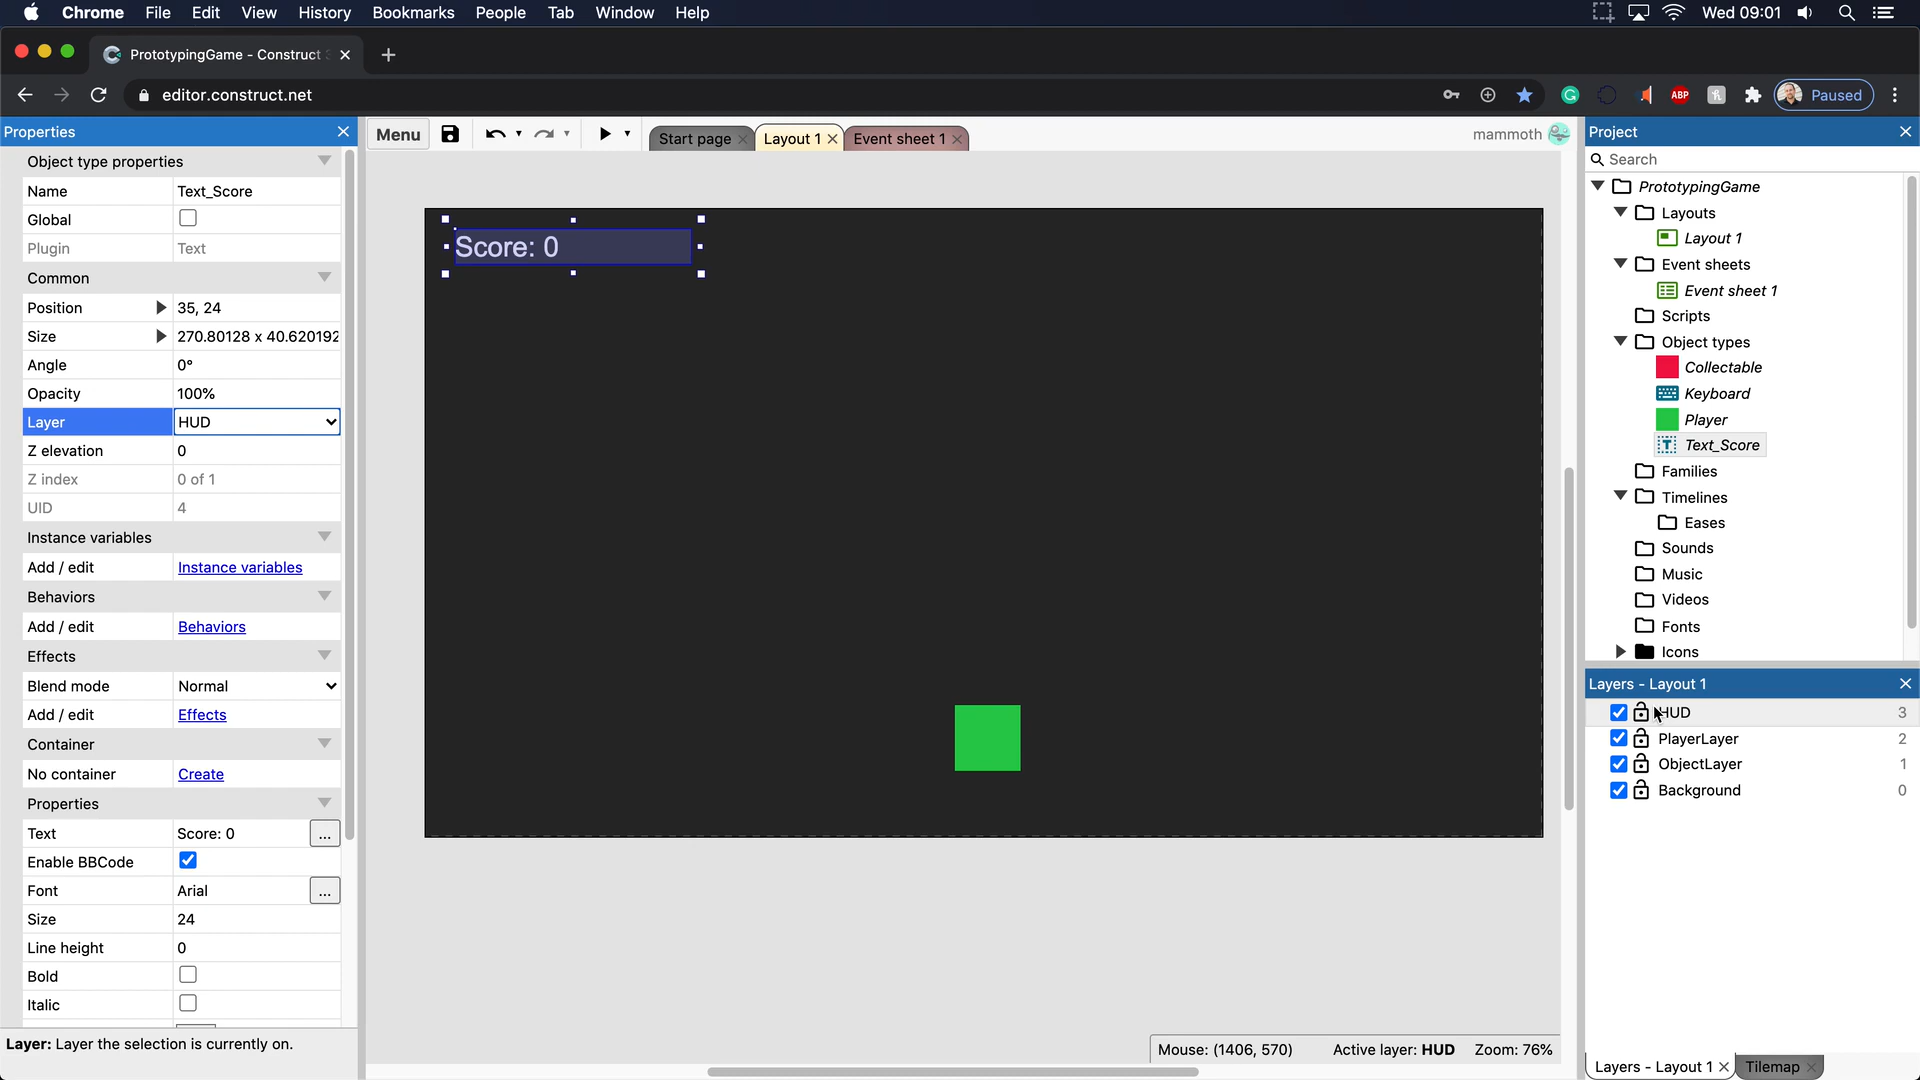 Chrome File Edit View History Bookmarks People Tab Window Help Wed 09:01
PrototypingGame - Construct 3
editor.construct.net ABP Paused
Properties
Menu
Start page Layout 1 Event sheet 1
mammoth
Project
Object type properties
Name Text_Score
Global
Plugin Text
Common
Position 35, 24
Size 270.80128 x 40.620192
Angle 0°
Opacity 100%
Layer HUD
Z elevation 0
Z index 0 of 1
UID 4
Instance variables
Add / edit Instance variables
Behaviors
Add / edit Behaviors
Effects
Blend mode Normal
Add / edit Effects
Container
No container Create
Properties
Text Score: 0 ...
Enable BBCode
Font Arial ...
Size 24
Line height 0
Bold
Italic
Layer: Layer the selection is currently on.
Score: 0
Mouse: (1406, 570) Active layer: HUD Zoom: 76%
Search
PrototypingGame
Layouts
Layout 1
Event sheets
Event sheet 1
Scripts
Object types
Collectable
Keyboard
Player
T Text_Score
Families
Timelines
Eases
Sounds
Music
Videos
Fonts
Icons
Layers - Layout 1
HUD 3
PlayerLayer 2
ObjectLayer 1
Background 0
Layers - Layout 1 Tilemap